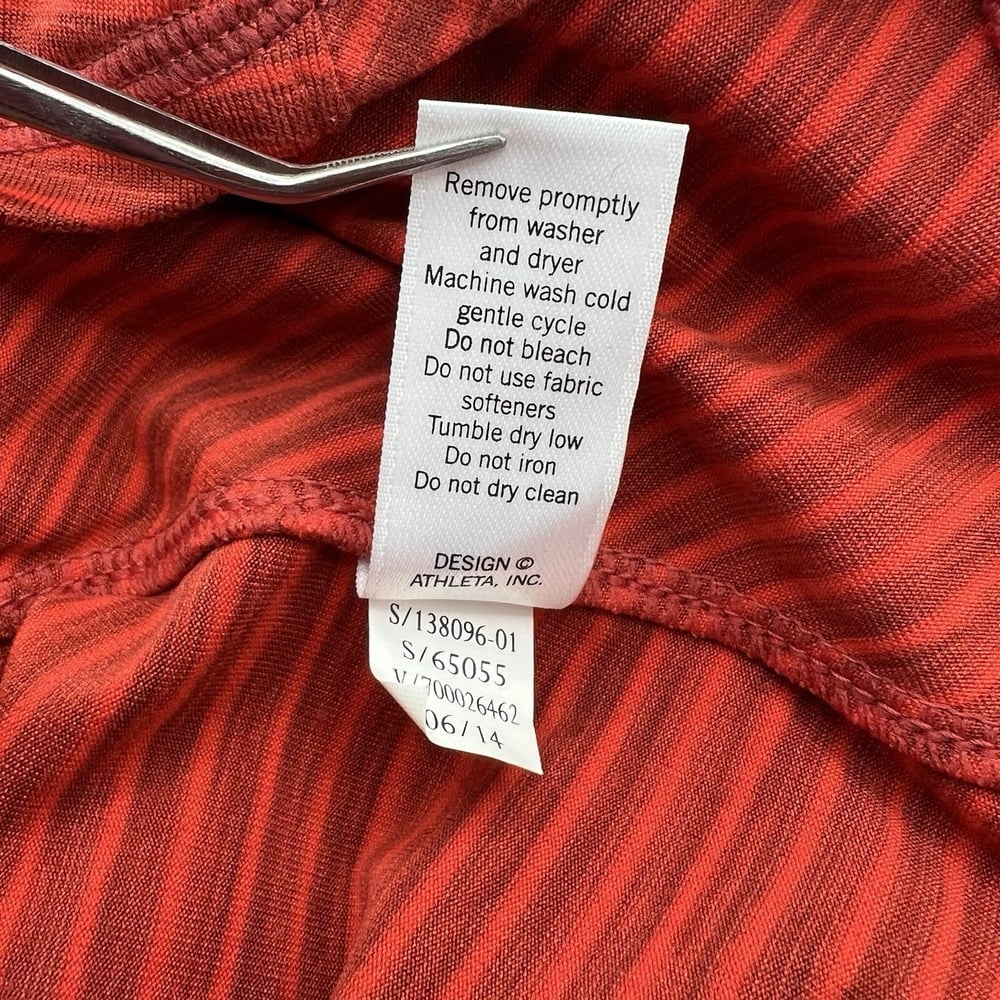 Remove promptly
from washer
and dryer
Machine wash cold
gentle cycle
Do not bleach
Do not use fabric
softeners
Tumble dry low
Do not iron
Do not dry clean
DESIGN ©
ATHLETA, INC.
S/138096-01
S/65055
V/700026462
06/14